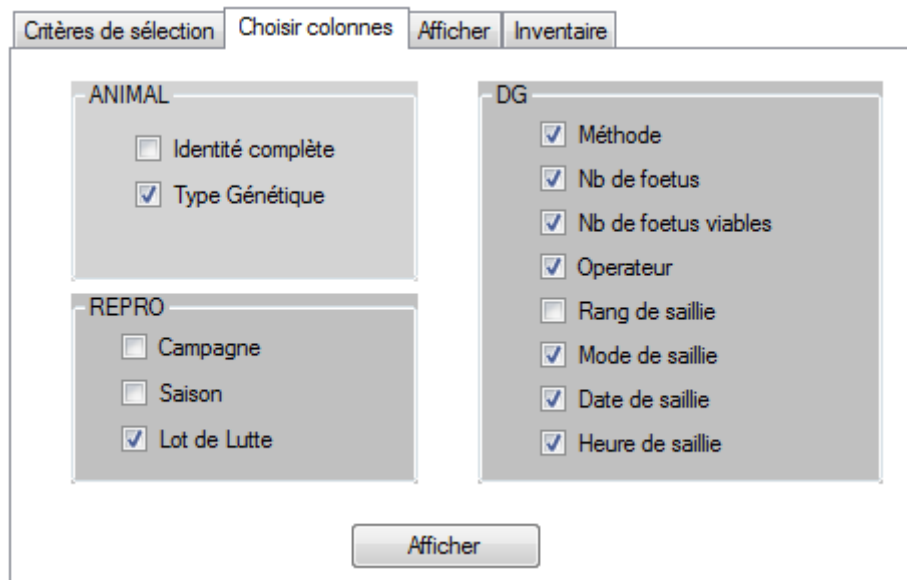 Critères de sélection
Choisir colonnes
Afficher
Inventaire
ANIMAL
Identité complète
Type Génétique
REPRO
Campagne
Saison
Lot de Lutte
DG
Méthode
Nb de foetus
Nb de foetus viables
Operateur
Rang de saillie
Mode de saillie
Date de saillie
Heure de saillie
Afficher